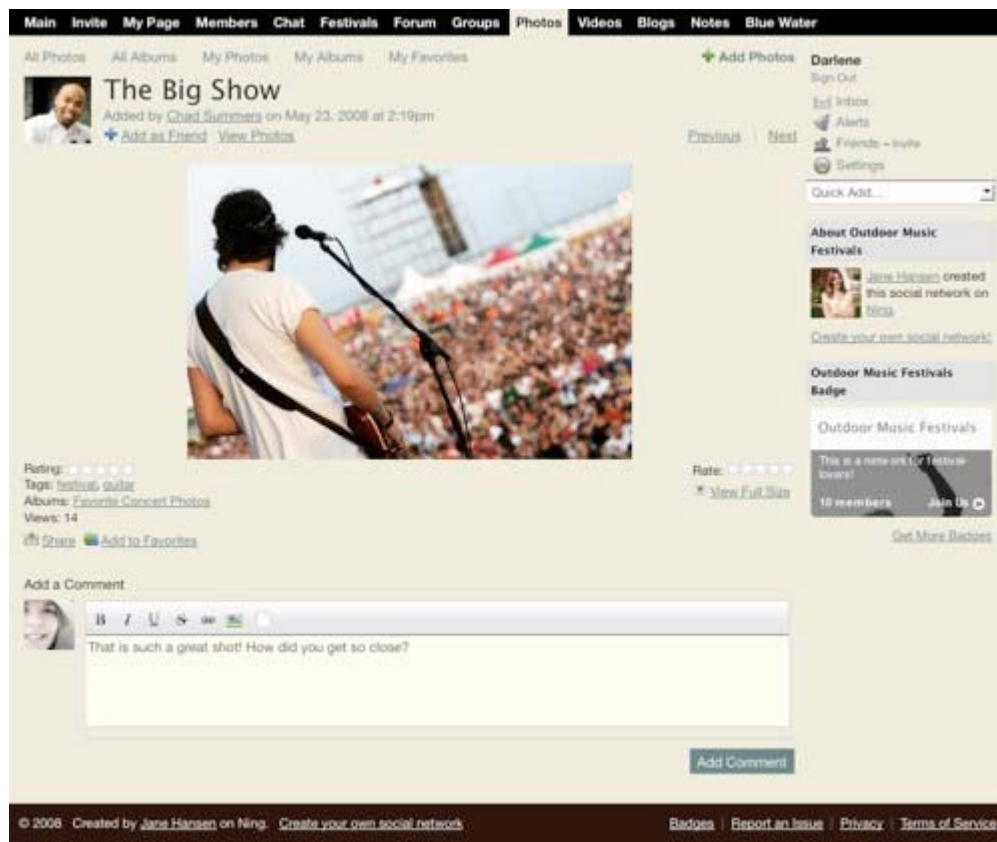 Main Invite My Page Members Chat Festivals Forum Groups Photos Videos Blogs Notes Blue Water
All Photos All Albums My Photos My Albums My Favorites
Add Photos
The Big Show
Added by Chad Summers on May 23, 2008 at 2:19pm
Add as Friend View Photos
Previous | Next
Rating:
Tags: festival, guitar
Albums: Favorite Concert Photos
Views: 14
Share Add to Favorites
Rate:
View Full Size
Add a Comment
B I U S
That is such a great shot! How did you get so close?
Add Comment
Darlene
Sign Out
Inbox
Alerts
Friends – Invite
Settings
Quick Add...
About Outdoor Music
Festivals
Jane Hansen created
this social network on
Ning.
Create your own social network!
Outdoor Music Festivals
Badge
Outdoor Music Festivals
This is a network for festival-
lovers!
10 members Join Us
Get More Badges
© 2008 Created by Jane Hansen on Ning. Create your own social network
Badges | Report an Issue | Privacy | Terms of Service